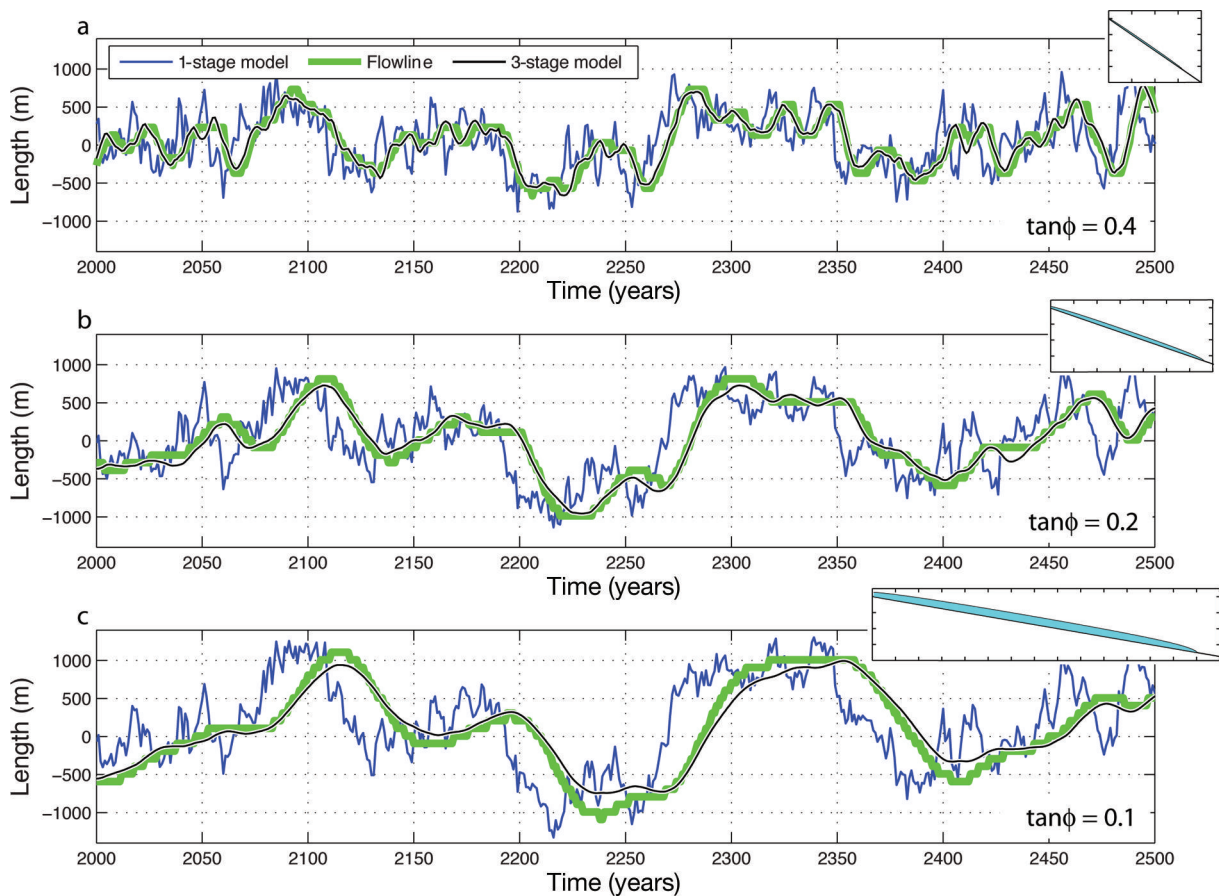 a
1-stage model Flowline 3-stage model
1000
500
0
−500
−1000
Length (m)
tanϕ = 0.4
2000 2050 2100 2150 2200 2250 2300 2350 2400 2450 2500
Time (years)
b
1000
500
0
−500
−1000
Length (m)
tanϕ = 0.2
2000 2050 2100 2150 2200 2250 2300 2350 2400 2450 2500
Time (years)
c
1000
500
0
−500
−1000
Length (m)
tanϕ = 0.1
2000 2050 2100 2150 2200 2250 2300 2350 2400 2450 2500
Time (years)